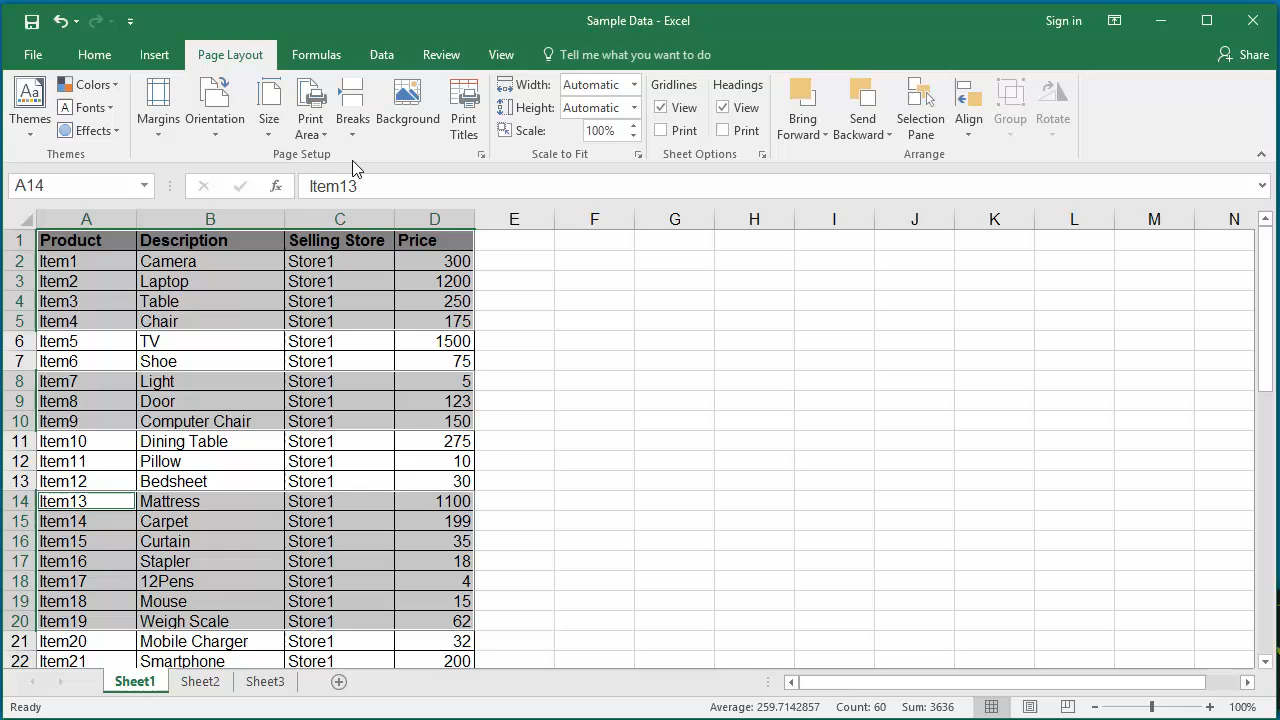 Sample Data - Excel
Sign in
File Home Insert Page Layout Formulas Data Review View Tell me what you want to do Share
Themes
Colors
Fonts
Effects
Themes
Margins
Orientation
Size
Print Area
Breaks
Background
Print Titles
Page Setup
Width: Automatic
Height: Automatic
Scale: 100%
Scale to Fit
Gridlines
View
Print
Headings
View
Print
Sheet Options
Bring Forward
Send Backward
Selection Pane
Align
Group
Rotate
Arrange
A14 fx Item13
A B C D E F G H I J K L M N
1 Product Description Selling Store Price
2 Item1 Camera Store1 300
3 Item2 Laptop Store1 1200
4 Item3 Table Store1 250
5 Item4 Chair Store1 175
6 Item5 TV Store1 1500
7 Item6 Shoe Store1 75
8 Item7 Light Store1 5
9 Item8 Door Store1 123
10 Item9 Computer Chair Store1 150
11 Item10 Dining Table Store1 275
12 Item11 Pillow Store1 10
13 Item12 Bedsheet Store1 30
14 Item13 Mattress Store1 1100
15 Item14 Carpet Store1 199
16 Item15 Curtain Store1 35
17 Item16 Stapler Store1 18
18 Item17 12Pens Store1 4
19 Item18 Mouse Store1 15
20 Item19 Weigh Scale Store1 62
21 Item20 Mobile Charger Store1 32
22 Item21 Smartphone Store1 200
Sheet1 Sheet2 Sheet3
Ready Average: 259.7142857 Count: 60 Sum: 3636 100%